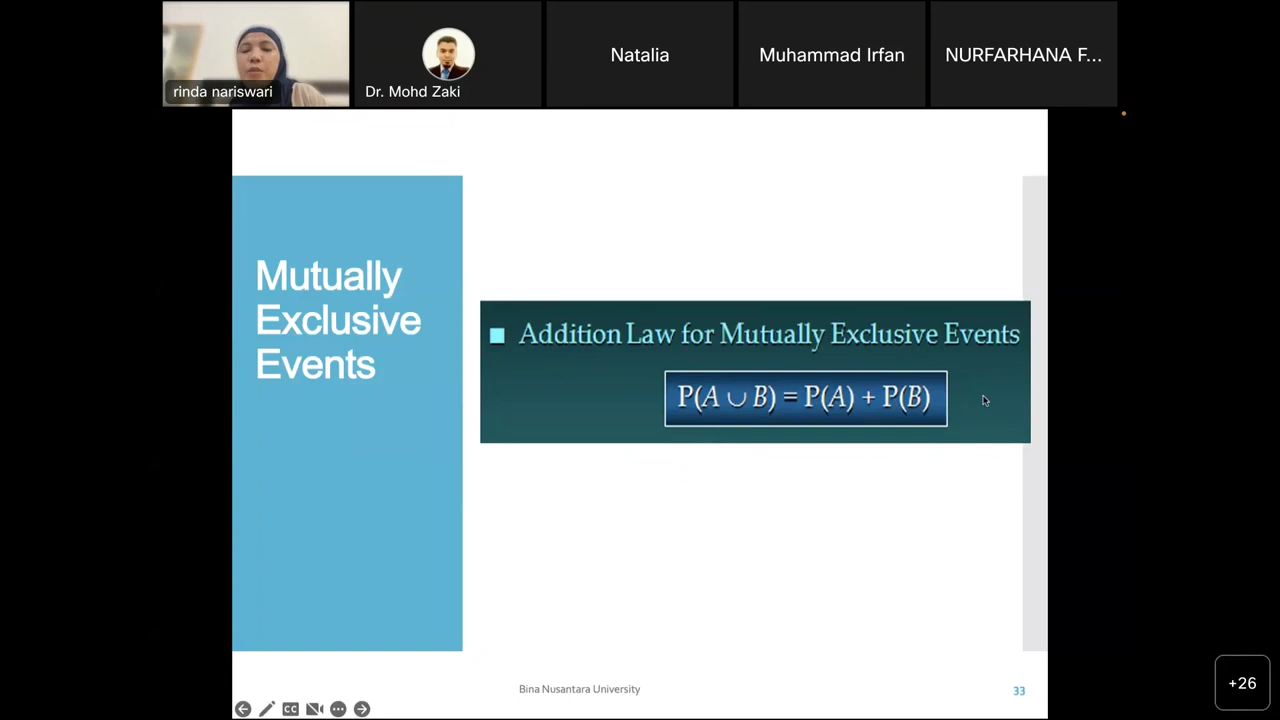 rinda nariswari
Dr. Mohd Zaki
Natalia
Muhammad Irfan
NURFARHANA F...
Mutually
Exclusive
Events
■ Addition Law for Mutually Exclusive Events
P(A ∪ B) = P(A) + P(B)
Bina Nusantara University
33
CC
+26